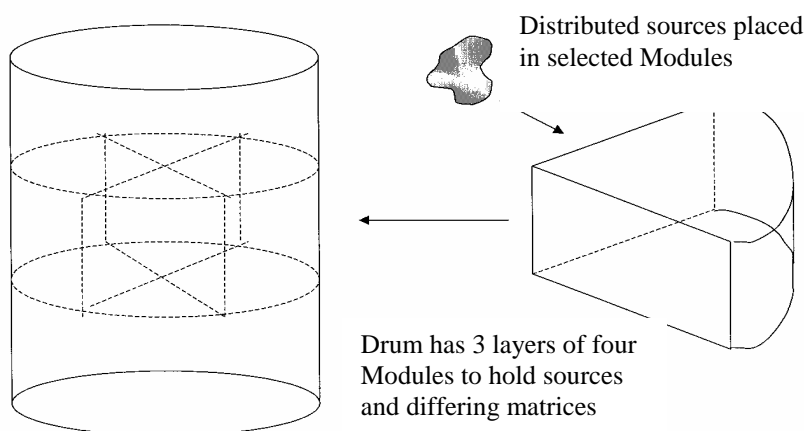 Distributed sources placed
in selected Modules
Drum has 3 layers of four
Modules to hold sources
and differing matrices